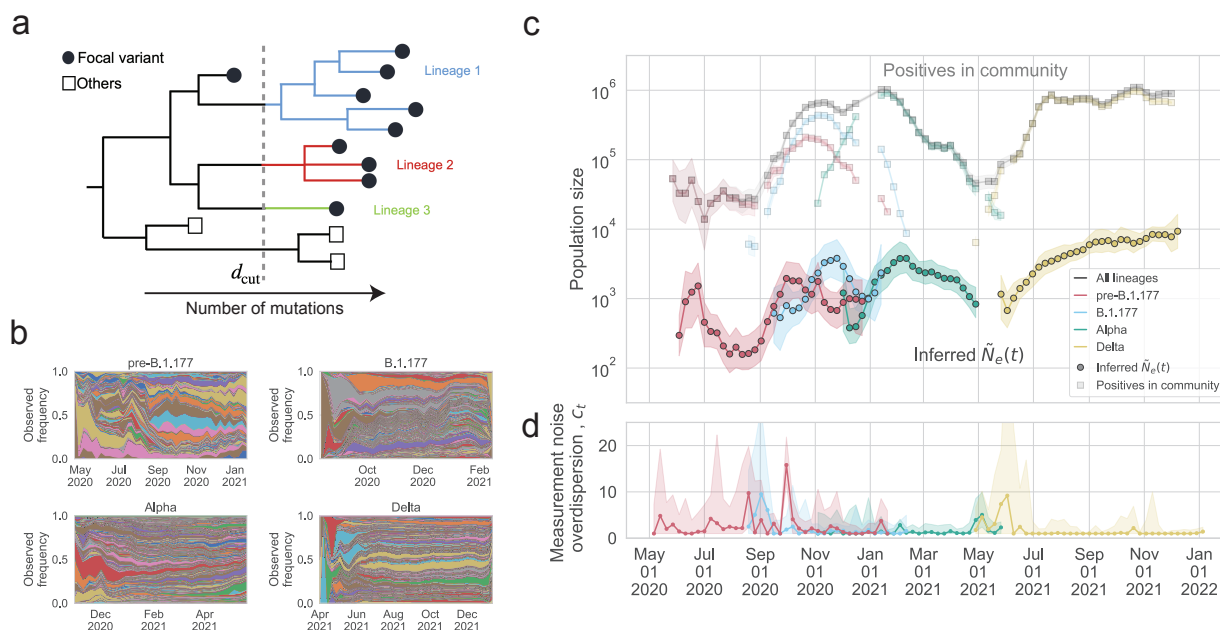 a
Focal variant
Others
Lineage 1
Lineage 2
Lineage 3
d_cut
Number of mutations
b
pre-B.1.177
B.1.177
Observed
frequency
1.0
0.5
0.0
May
2020
Jul
2020
Sep
2020
Nov
2020
Jan
2021
Observed
frequency
1.0
0.5
0.0
Oct
2020
Dec
2020
Feb
2021
Alpha
Delta
Observed
frequency
1.0
0.5
0.0
Dec
2020
Feb
2021
Apr
2021
Observed
frequency
1.0
0.5
0.0
Apr
2021
Jun
2021
Aug
2021
Oct
2021
Dec
2021
c
Positives in community
Population size
10^6
10^5
10^4
10^3
10^2
Inferred Ñ_e(t)
All lineages
pre-B.1.177
B.1.177
Alpha
Delta
Inferred Ñ_e(t)
Positives in community
d
Measurement noise
overdispersion , c_t
20
10
0
May
01
2020
Jul
01
2020
Sep
01
2020
Nov
01
2020
Jan
01
2021
Mar
01
2021
May
01
2021
Jul
01
2021
Sep
01
2021
Nov
01
2021
Jan
01
2022